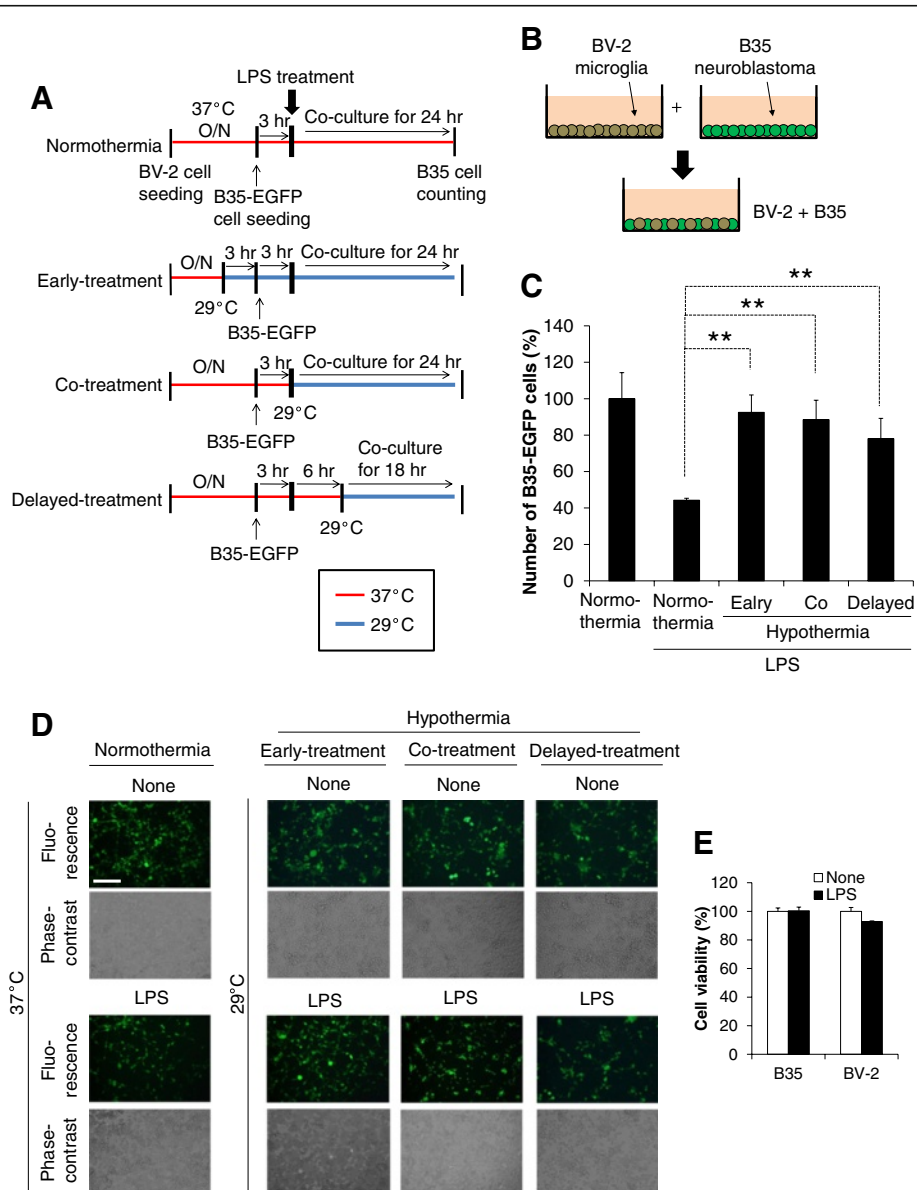 A
LPS treatment
37°C
O/N
3 hr
Co-culture for 24 hr
Normothermia
BV-2 cell
seeding
B35-EGFP
cell seeding
B35 cell
counting
O/N
3 hr
3 hr
Co-culture for 24 hr
Early-treatment
29°C
B35-EGFP
O/N
3 hr
Co-culture for 24 hr
Co-treatment
29°C
B35-EGFP
O/N
3 hr
6 hr
Co-culture
for 18 hr
Delayed-treatment
29°C
B35-EGFP
37°C
29°C
B
BV-2
microglia
B35
neuroblastoma
+
BV-2 + B35
C
Number of B35-EGFP cells (%)
140
120
100
80
60
40
20
0
**
**
**
Normo-
thermia
Normo-
thermia
Ealry
Co
Delayed
Hypothermia
LPS
D
Hypothermia
Normothermia
Early-treatment
Co-treatment
Delayed-treatment
None
None
None
None
37°C
29°C
Fluo-
rescence
Phase-
contrast
LPS
LPS
LPS
LPS
Fluo-
rescence
Phase-
contrast
E
None
LPS
Cell viability (%)
120
100
80
60
40
20
0
B35
BV-2